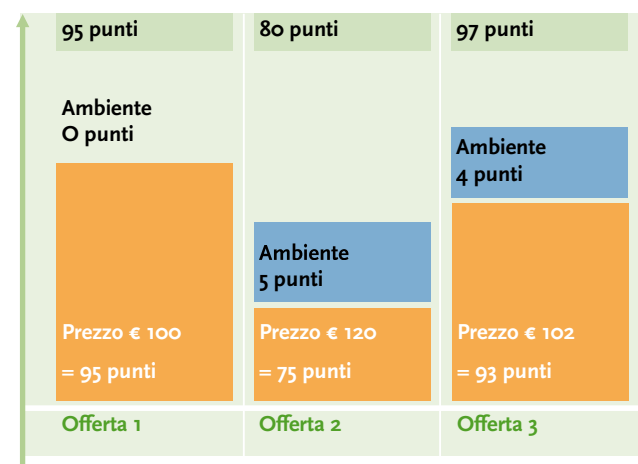 95 punti
80 punti
97 punti
Ambiente
0 punti
Ambiente
4 punti
Ambiente
5 punti
Prezzo € 100
= 95 punti
Prezzo € 120
= 75 punti
Prezzo € 102
= 93 punti
Offerta 1
Offerta 2
Offerta 3